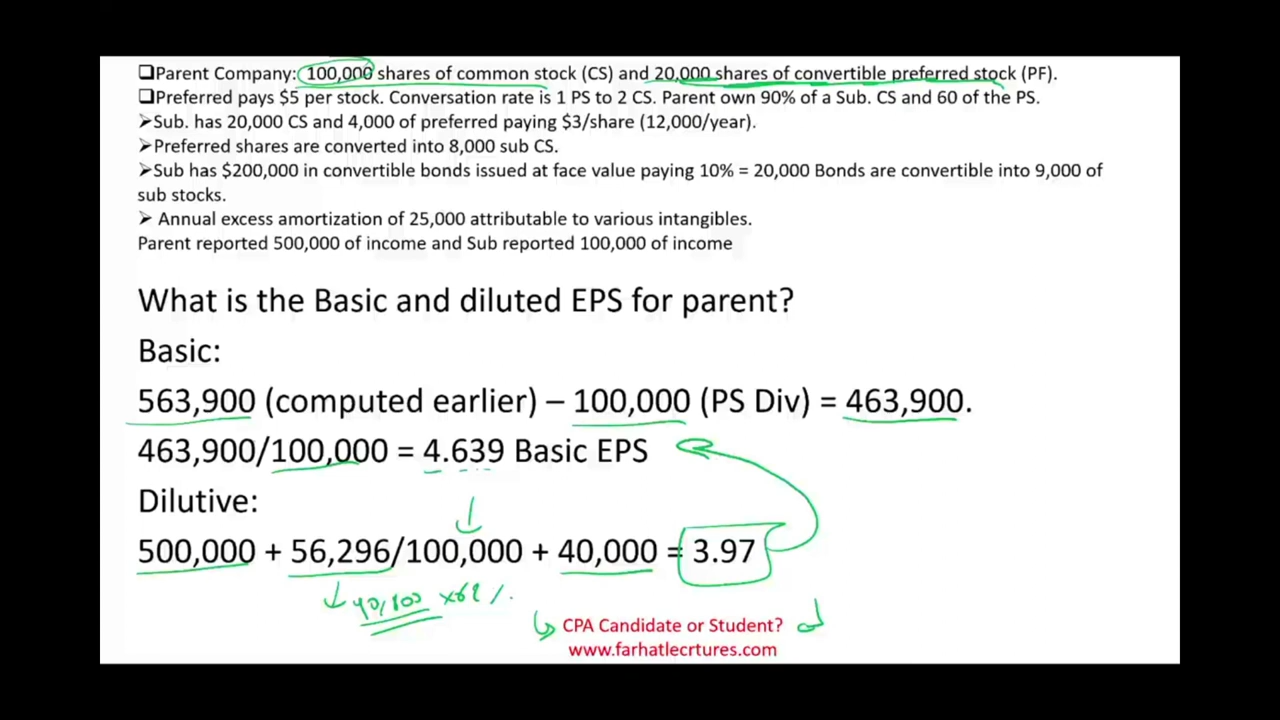 ❑Parent Company: 100,000 shares of common stock (CS) and 20,000 shares of convertible preferred stock (PF).
❑Preferred pays $5 per stock. Conversation rate is 1 PS to 2 CS. Parent own 90% of a Sub. CS and 60 of the PS.
➢Sub. has 20,000 CS and 4,000 of preferred paying $3/share (12,000/year).
➢Preferred shares are converted into 8,000 sub CS.
➢Sub has $200,000 in convertible bonds issued at face value paying 10% = 20,000 Bonds are convertible into 9,000 of
sub stocks.
➢ Annual excess amortization of 25,000 attributable to various intangibles.
Parent reported 500,000 of income and Sub reported 100,000 of income
What is the Basic and diluted EPS for parent?
Basic:
563,900 (computed earlier) – 100,000 (PS Div) = 463,900.
463,900/100,000 = 4.639 Basic EPS
Dilutive:
500,000 + 56,296/100,000 + 40,000 = 3.97
CPA Candidate or Student?
www.farhatlecrtures.com